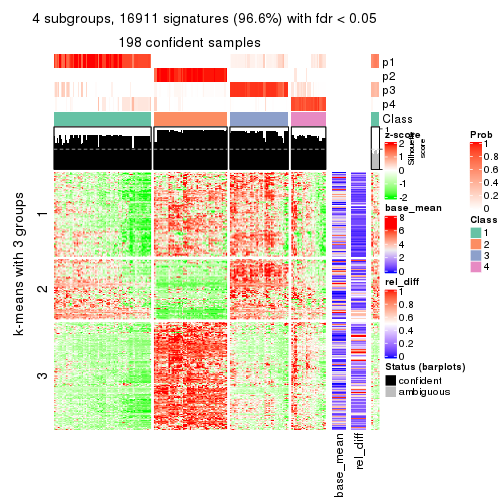 4 subgroups, 16911 signatures (96.6%) with fdr < 0.05
198 confident samples
p1
p2
p3
p4
Class
1
Silhouette
score
z-score
2
1
0
-1
-2
base_mean
8
6
4
2
0
rel_diff
1
0.8
0.6
0.4
0.2
0
Status (barplots)
confident
ambiguous
Prob
1
0.8
0.6
0.4
0.2
0
Class
1
2
3
4
k-means with 3 groups
1
2
3
base_mean
rel_diff